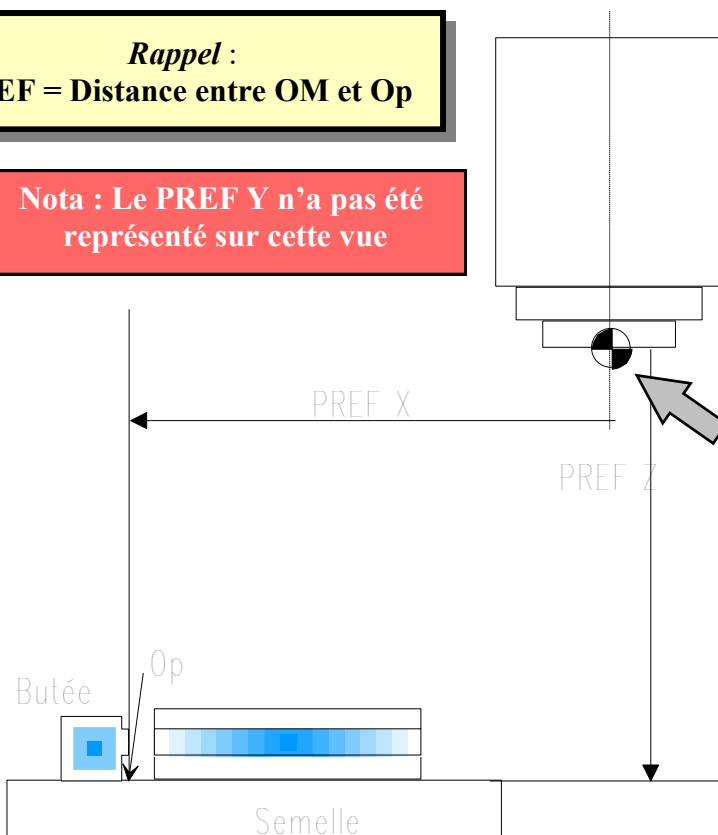 Rappel :
EF = Distance entre OM et Op
Nota : Le PREF Y n'a pas été
représenté sur cette vue
PREF X
PREF Z
Op
Butée
Semelle